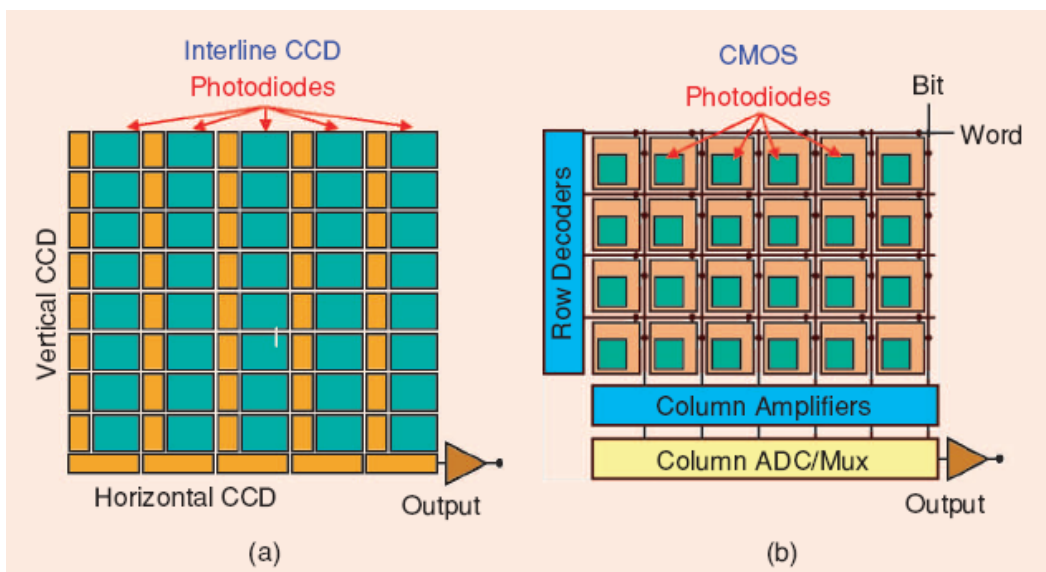 Interline CCD
Photodiodes
Vertical CCD
Horizontal CCD
Output
(a)
CMOS
Photodiodes
Bit
Word
Row Decoders
Column Amplifiers
Column ADC/Mux
Output
(b)